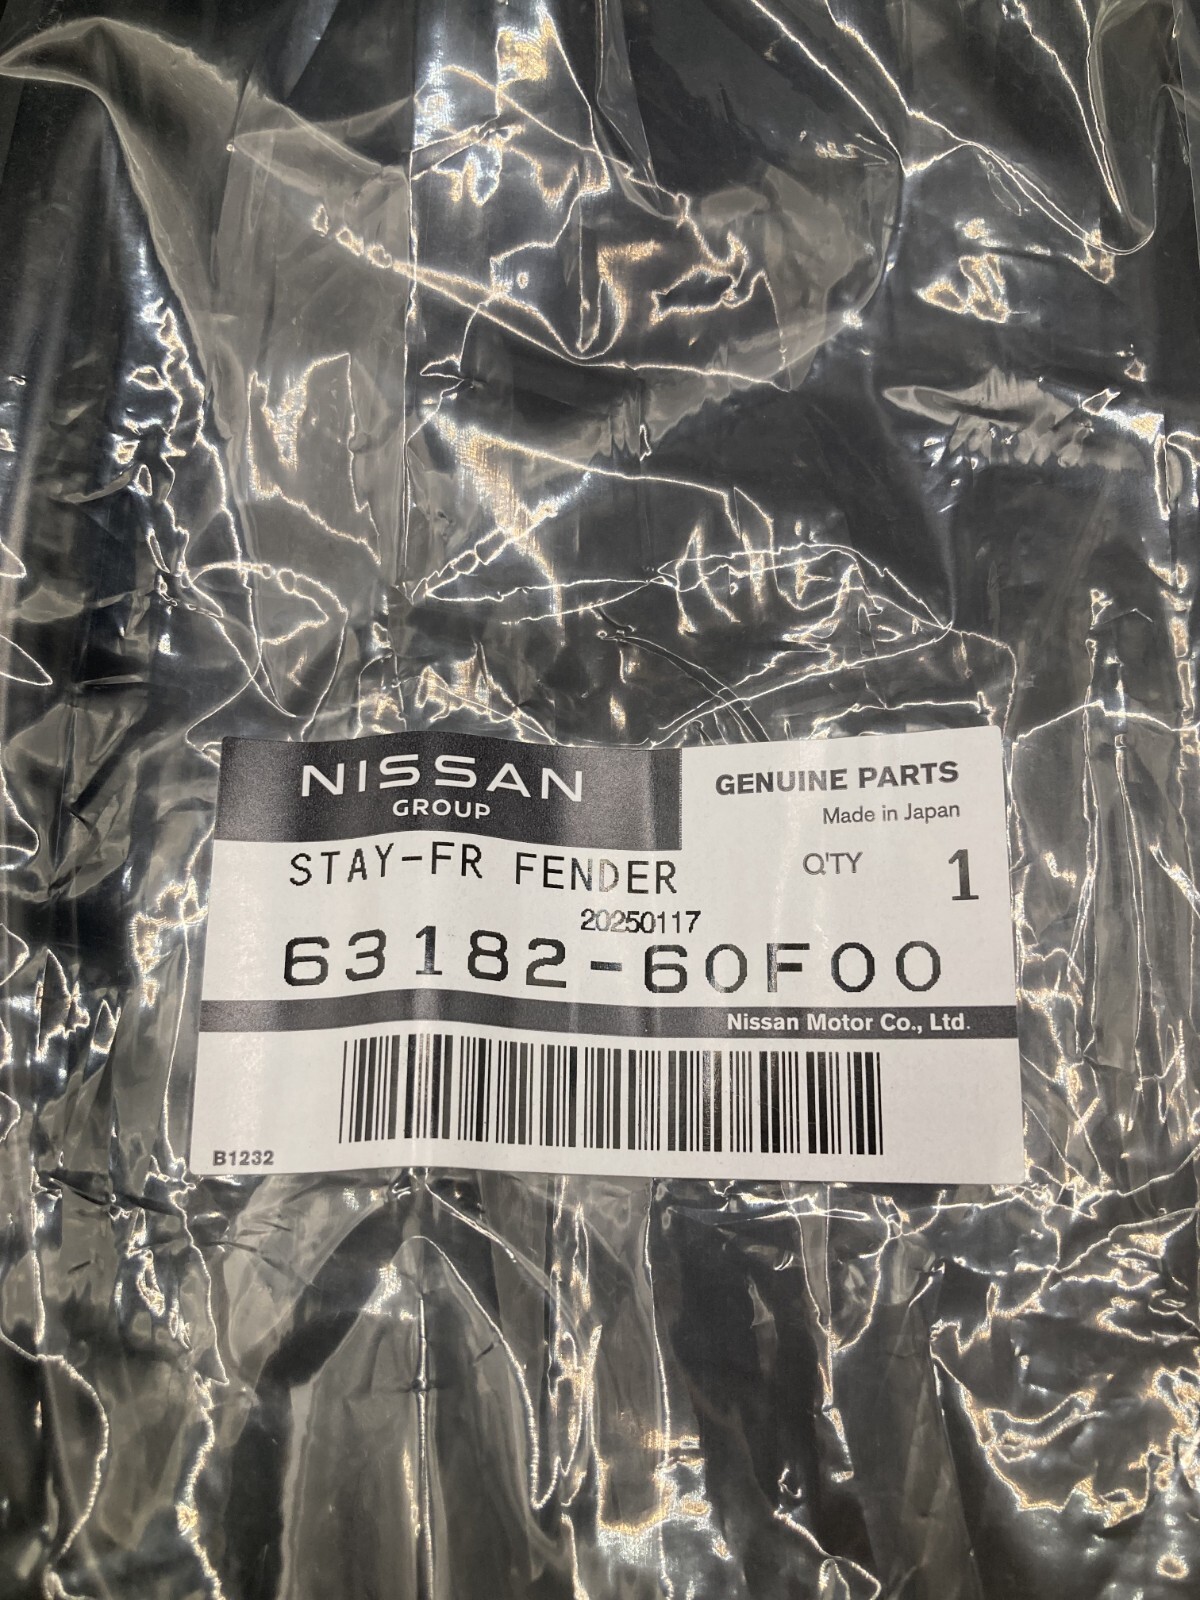 NISSAN
GROUP
GENUINE PARTS
Made in Japan
STAY-FR FENDER
Q'TY 1
20250117
63182-60F00
Nissan Motor Co., Ltd.
B1232